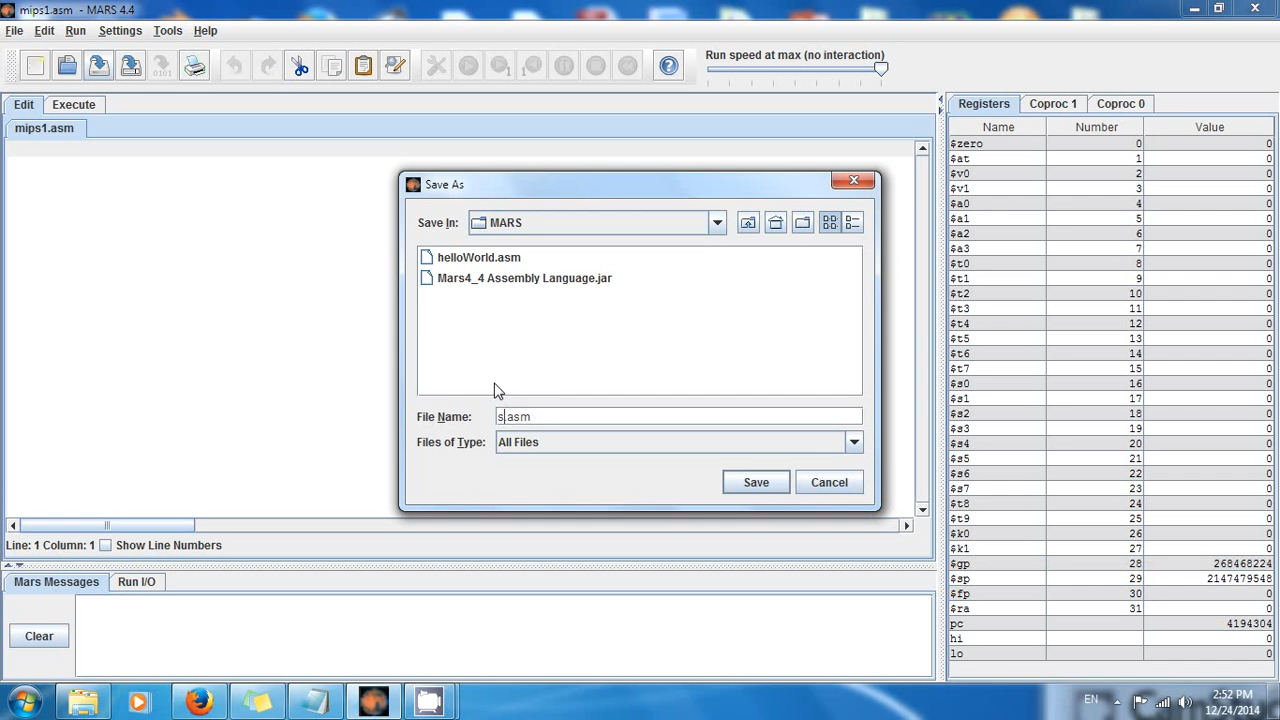 mips1.asm - MARS 4.4
File Edit Run Settings Tools Help
Run speed at max (no interaction)
Edit Execute
mips1.asm
Save As
Save In: MARS
helloWorld.asm
Mars4_4 Assembly Language.jar
File Name: s.asm
Files of Type: All Files
Save Cancel
Line: 1 Column: 1 Show Line Numbers
Mars Messages Run I/O
Clear
Registers Coproc 1 Coproc 0
Name Number Value
$zero 0 0
$at 1 0
$v0 2 0
$v1 3 0
$a0 4 0
$a1 5 0
$a2 6 0
$a3 7 0
$t0 8 0
$t1 9 0
$t2 10 0
$t3 11 0
$t4 12 0
$t5 13 0
$t6 14 0
$t7 15 0
$s0 16 0
$s1 17 0
$s2 18 0
$s3 19 0
$s4 20 0
$s5 21 0
$s6 22 0
$s7 23 0
$t8 24 0
$t9 25 0
$k0 26 0
$k1 27 0
$gp 28 268468224
$sp 29 2147479548
$fp 30 0
$ra 31 0
pc 4194304
hi 0
lo 0
EN
2:52 PM
12/24/2014